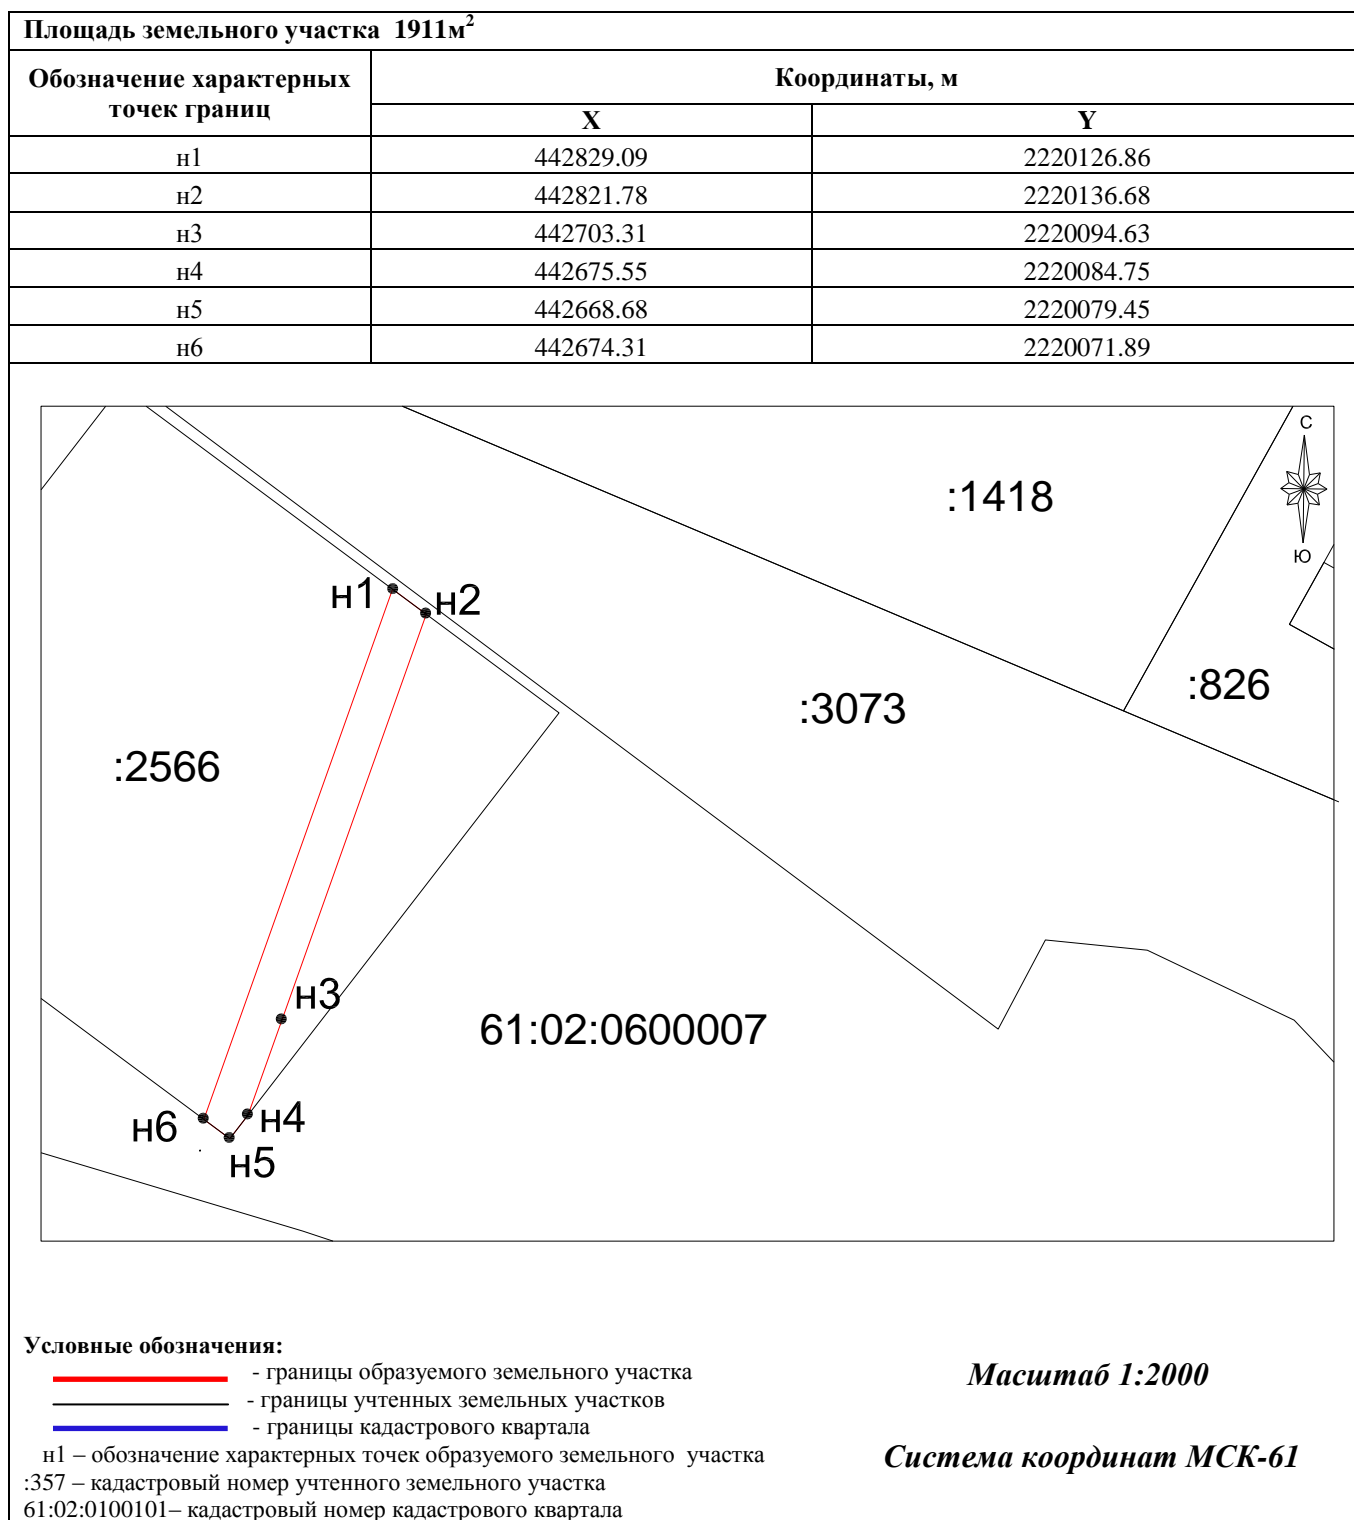 Площадь земельного участка 1911м²
Обозначение характерных точек границ
Координаты, м
X Y
н1 442829.09 2220126.86
н2 442821.78 2220136.68
н3 442703.31 2220094.63
н4 442675.55 2220084.75
н5 442668.68 2220079.45
н6 442674.31 2220071.89
С
:1418
Ю
н1
н2
:826
:3073
:2566
н3
61:02:0600007
н4
н6
н5
Условные обозначения:
- границы образуемого земельного участка
Масштаб 1:2000
- границы учтенных земельных участков
- границы кадастрового квартала
н1 – обозначение характерных точек образуемого земельного участка
Система координат МСК-61
:357 – кадастровый номер учтенного земельного участка
61:02:0100101– кадастровый номер кадастрового квартала